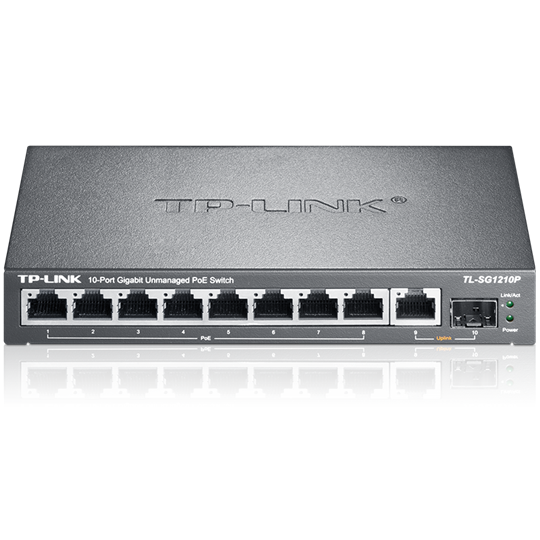 TP-LINK®
TP-LINK 10-Port Gigabit Unmanaged PoE Switch TL-SG1210P
Link/Act
Power
1 2 3 4 5 6 7 8 9 10
PoE Uplink